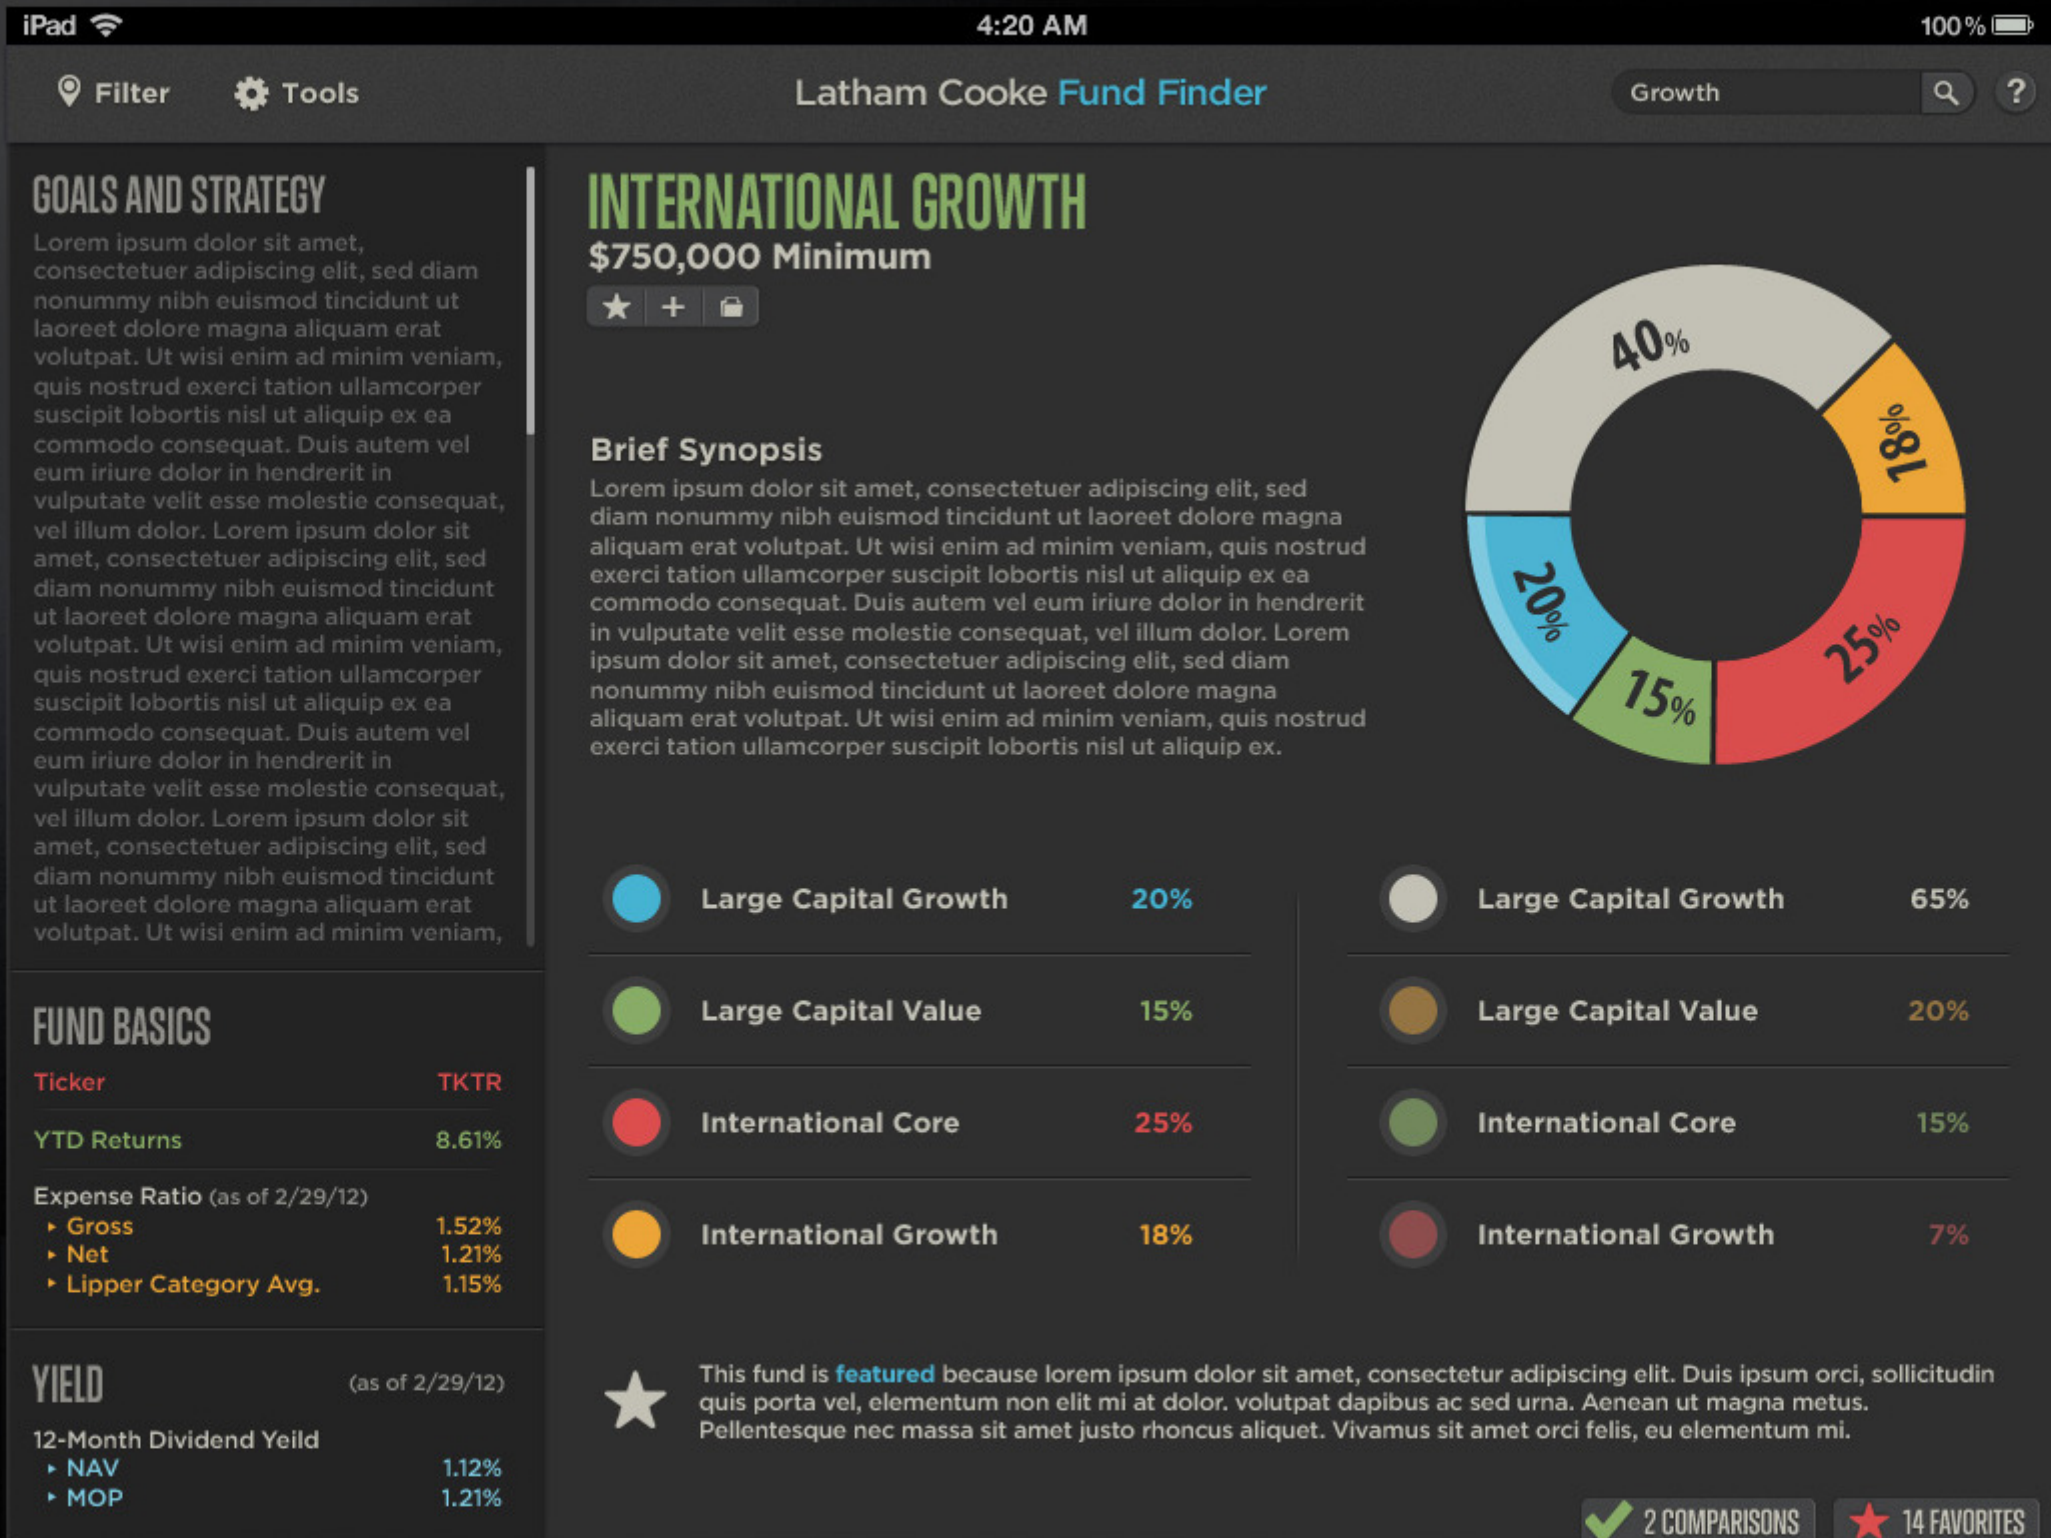 iPad 4:20 AM 100%
Filter Tools Latham Cooke Fund Finder Growth ?
GOALS AND STRATEGY
Lorem ipsum dolor sit amet,
consectetuer adipiscing elit, sed diam
nonummy nibh euismod tincidunt ut
laoreet dolore magna aliquam erat
volutpat. Ut wisi enim ad minim veniam,
quis nostrud exerci tation ullamcorper
suscipit lobortis nisl ut aliquip ex ea
commodo consequat. Duis autem vel
eum iriure dolor in hendrerit in
vulputate velit esse molestie consequat,
vel illum dolor. Lorem ipsum dolor sit
amet, consectetuer adipiscing elit, sed
diam nonummy nibh euismod tincidunt
ut laoreet dolore magna aliquam erat
volutpat. Ut wisi enim ad minim veniam,
quis nostrud exerci tation ullamcorper
suscipit lobortis nisl ut aliquip ex ea
commodo consequat. Duis autem vel
eum iriure dolor in hendrerit in
vulputate velit esse molestie consequat,
vel illum dolor. Lorem ipsum dolor sit
amet, consectetuer adipiscing elit, sed
diam nonummy nibh euismod tincidunt
ut laoreet dolore magna aliquam erat
volutpat. Ut wisi enim ad minim veniam,
FUND BASICS
Ticker TKTR
YTD Returns 8.61%
Expense Ratio (as of 2/29/12)
Gross 1.52%
Net 1.21%
Lipper Category Avg. 1.15%
YIELD (as of 2/29/12)
12-Month Dividend Yeild
NAV 1.12%
MOP 1.21%
INTERNATIONAL GROWTH
$750,000 Minimum
Brief Synopsis
Lorem ipsum dolor sit amet, consectetuer adipiscing elit, sed
diam nonummy nibh euismod tincidunt ut laoreet dolore magna
aliquam erat volutpat. Ut wisi enim ad minim veniam, quis nostrud
exerci tation ullamcorper suscipit lobortis nisl ut aliquip ex ea
commodo consequat. Duis autem vel eum iriure dolor in hendrerit
in vulputate velit esse molestie consequat, vel illum dolor. Lorem
ipsum dolor sit amet, consectetuer adipiscing elit, sed diam
nonummy nibh euismod tincidunt ut laoreet dolore magna
aliquam erat volutpat. Ut wisi enim ad minim veniam, quis nostrud
exerci tation ullamcorper suscipit lobortis nisl ut aliquip ex.
40%
18%
20%
25%
15%
Large Capital Growth 20%
Large Capital Value 15%
International Core 25%
International Growth 18%
Large Capital Growth 65%
Large Capital Value 20%
International Core 15%
International Growth 7%
This fund is featured because lorem ipsum dolor sit amet, consectetur adipiscing elit. Duis ipsum orci, sollicitudin
quis porta vel, elementum non elit mi at dolor. volutpat dapibus ac sed urna. Aenean ut magna metus.
Pellentesque nec massa sit amet justo rhoncus aliquet. Vivamus sit amet orci felis, eu elementum mi.
2 COMPARISONS 14 FAVORITES